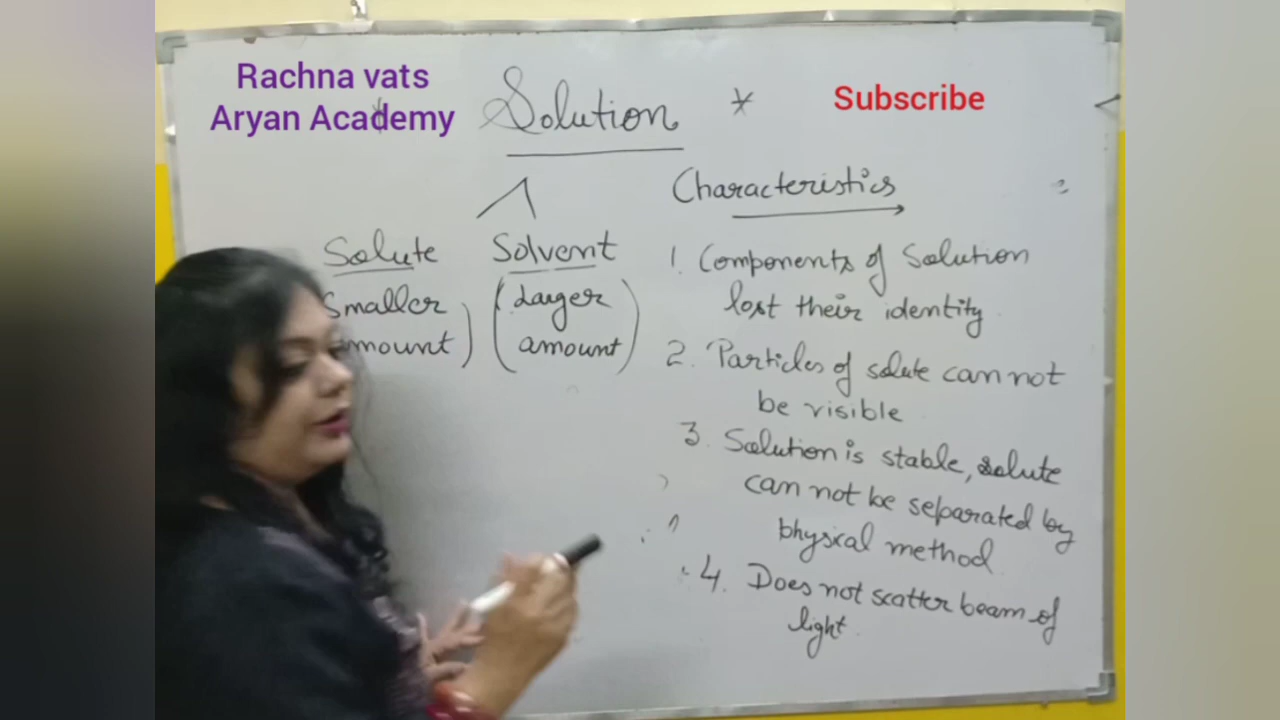 Rachna vats
Aryan Academy
Subscribe
Solution *
Solute
Smaller
amount)
Solvent
(Larger
amount)
Characteristics
1. Components of Solution
lost their identity.
2. Particles of solute can not
be visible
3. Solution is stable, solute
can not be separated by
physical method
4. Does not scatter beam of
light.